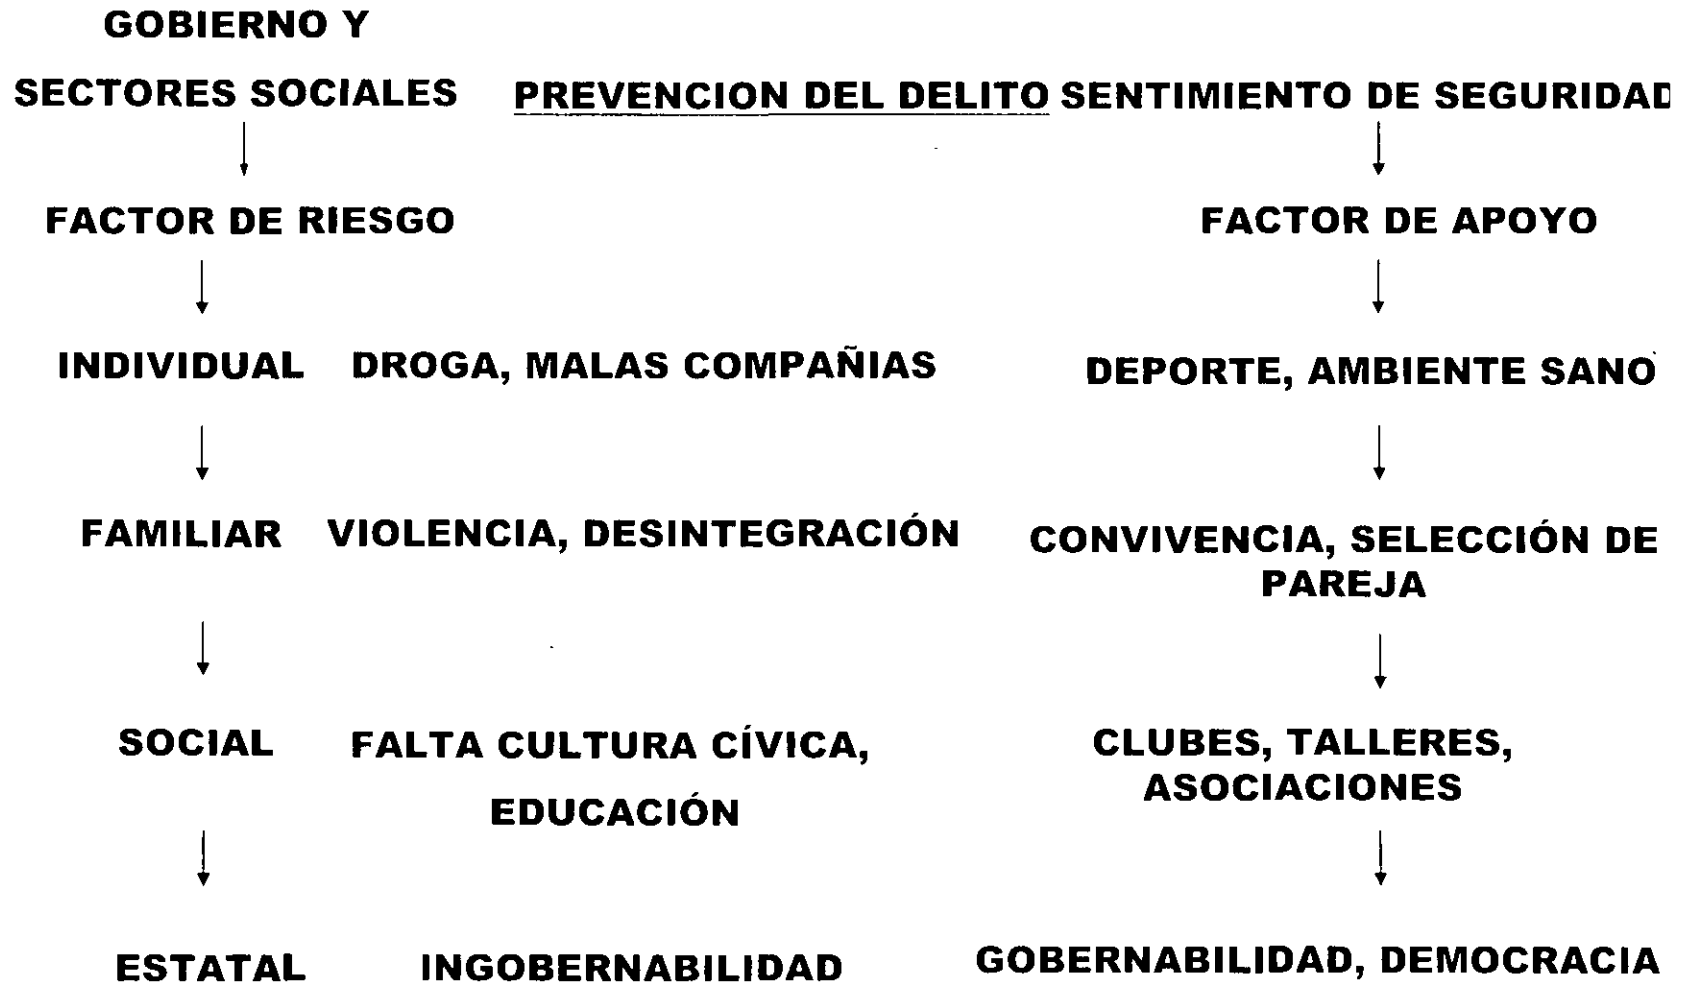 GOBIERNO Y
SECTORES SOCIALES PREVENCION DEL DELITO SENTIMIENTO DE SEGURIDAD
FACTOR DE RIESGO FACTOR DE APOYO
INDIVIDUAL DROGA, MALAS COMPAÑIAS DEPORTE, AMBIENTE SANO
FAMILIAR VIOLENCIA, DESINTEGRACIÓN CONVIVENCIA, SELECCIÓN DE
PAREJA
SOCIAL FALTA CULTURA CÍVICA, CLUBES, TALLERES,
ASOCIACIONES
EDUCACIÓN
ESTATAL INGOBERNABILIDAD GOBERNABILIDAD, DEMOCRACIA